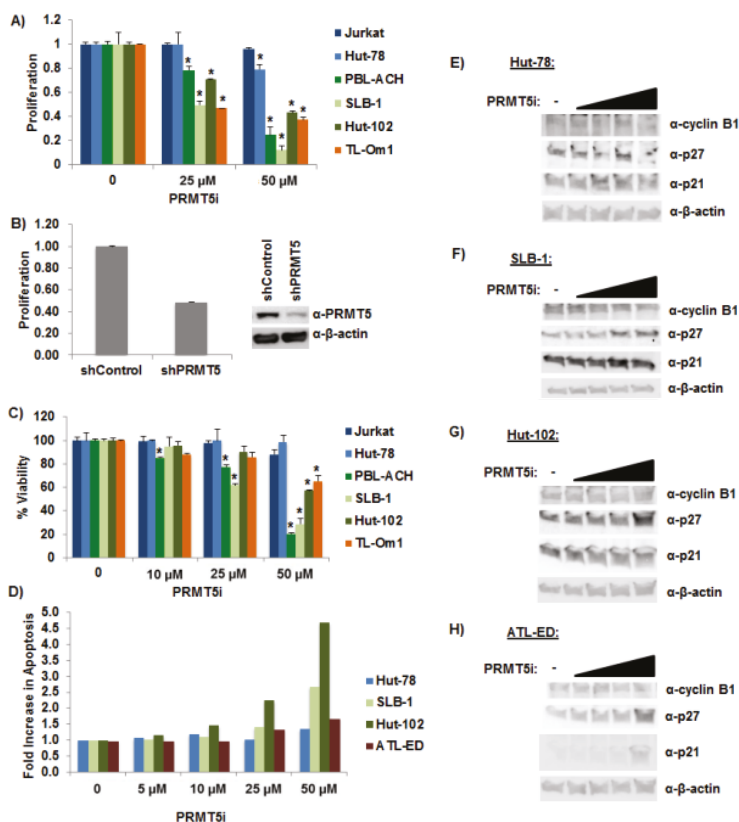 A)
Proliferation
1.2
1
0.8
0.6
0.4
0.2
0
0
25 µM
50 µM
PRMT5i
Jurkat
Hut-78
PBL-ACH
SLB-1
Hut-102
TL-Om1
* * * * * * * * *
B)
Proliferation
1.20
1.00
0.80
0.60
0.40
0.20
0.00
shControl
shPRMT5
shControl
shPRMT5
α-PRMT5
α-β-actin
C)
% Viability
120
100
80
60
40
20
0
0
10 µM
25 µM
50 µM
PRMT5i
Jurkat
Hut-78
PBL-ACH
SLB-1
Hut-102
TL-Om1
* * * * * * *
D)
Fold Increase in Apoptosis
5.0
4.5
4.0
3.5
3.0
2.5
2.0
1.5
1.0
0.5
0.0
0
5 µM
10 µM
25 µM
50 µM
PRMT5i
Hut-78
SLB-1
Hut-102
ATL-ED
E)
Hut-78:
PRMT5i: -
α-cyclin B1
α-p27
α-p21
α-β-actin
F)
SLB-1:
PRMT5i: -
α-cyclin B1
α-p27
α-p21
α-β-actin
G)
Hut-102:
PRMT5i: -
α-cyclin B1
α-p27
α-p21
α-β-actin
H)
ATL-ED:
PRMT5i: -
α-cyclin B1
α-p27
α-p21
α-β-actin